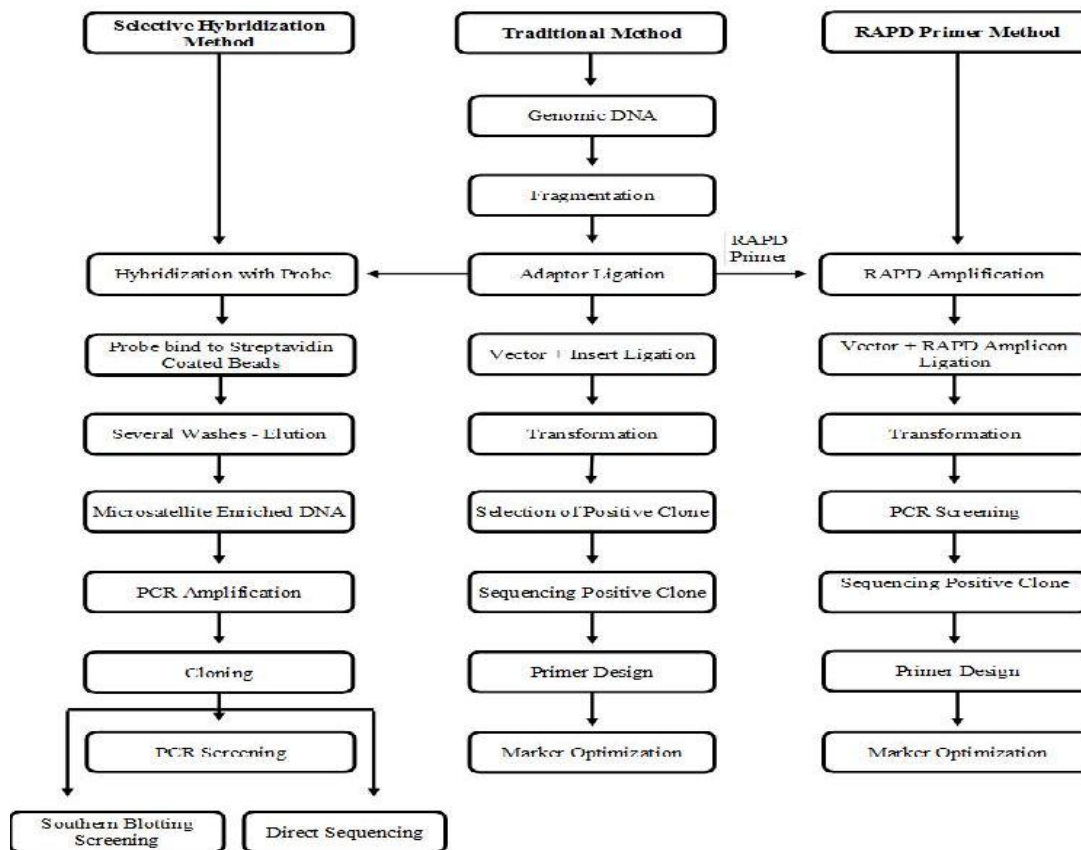 Selective Hybridization
Method
Traditional Method
RAPD Primer Method
Genomic DNA
Fragmentation
RAPD
Primer
Hybridization with Probe
Adaptor Ligation
RAPD Amplification
Probe bind to Streptavidin
Coated Beads
Vector + Insert Ligation
Vector + RAPD Amplicon
Ligation
Several Washes - Elution
Transformation
Transformation
Microsatellite Enriched DNA
Selection of Positive Clone
PCR Screening
PCR Amplification
Sequencing Positive Clone
Sequencing Positive Clone
Cloning
Primer Design
Primer Design
PCR Screening
Marker Optimization
Marker Optimization
Southern Blotting
Screening
Direct Sequencing